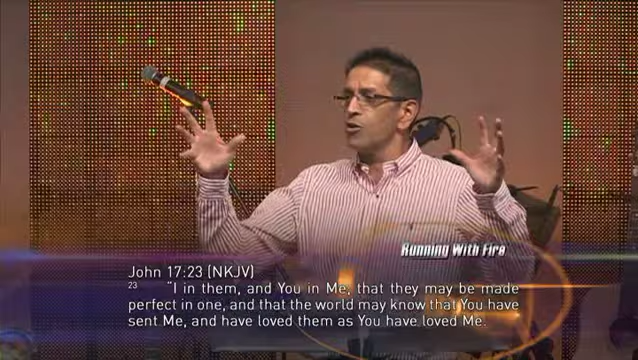 Running With Fire
John 17:23 (NKJV)
23 "I in them, and You in Me, that they may be made
perfect in one, and that the world may know that You have
sent Me, and have loved them as You have loved Me.